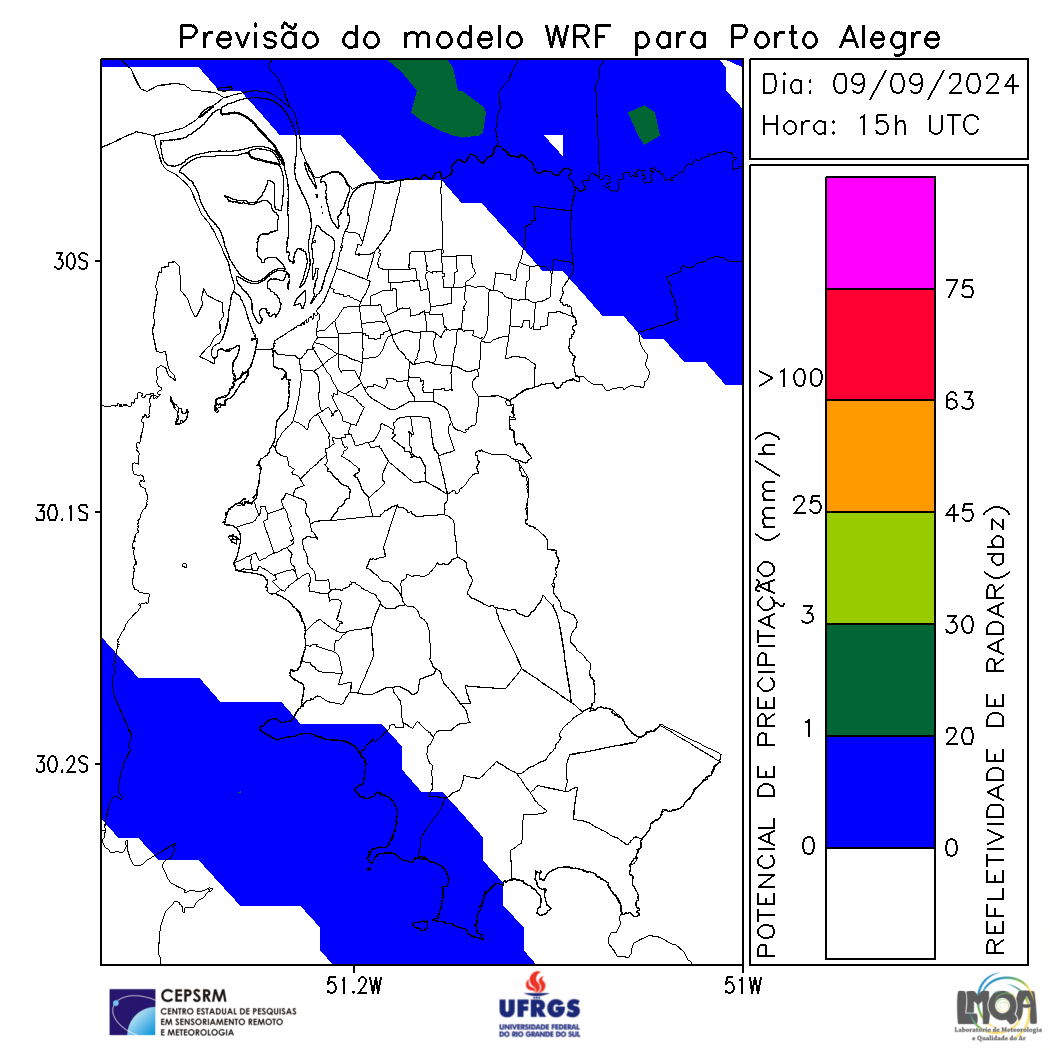 Previsão do modelo WRF para Porto Alegre
Dia: 09/09/2024
Hora: 15h UTC
30S
30.1S
30.2S
51.2W
51W
POTENCIAL DE PRECIPITAÇÃO (mm/h)
>100
25
3
1
0
75
63
45
30
20
0
REFLETIVIDADE DE RADAR(dbz)
CEPSRM
CENTRO ESTADUAL DE PESQUISAS
EM SENSORIAMENTO REMOTO
E METEOROLOGIA
UFRGS
UNIVERSIDADE FEDERAL
DO RIO GRANDE DO SUL
LMQA
Laboratório de Meteorologia
e Qualidade do Ar